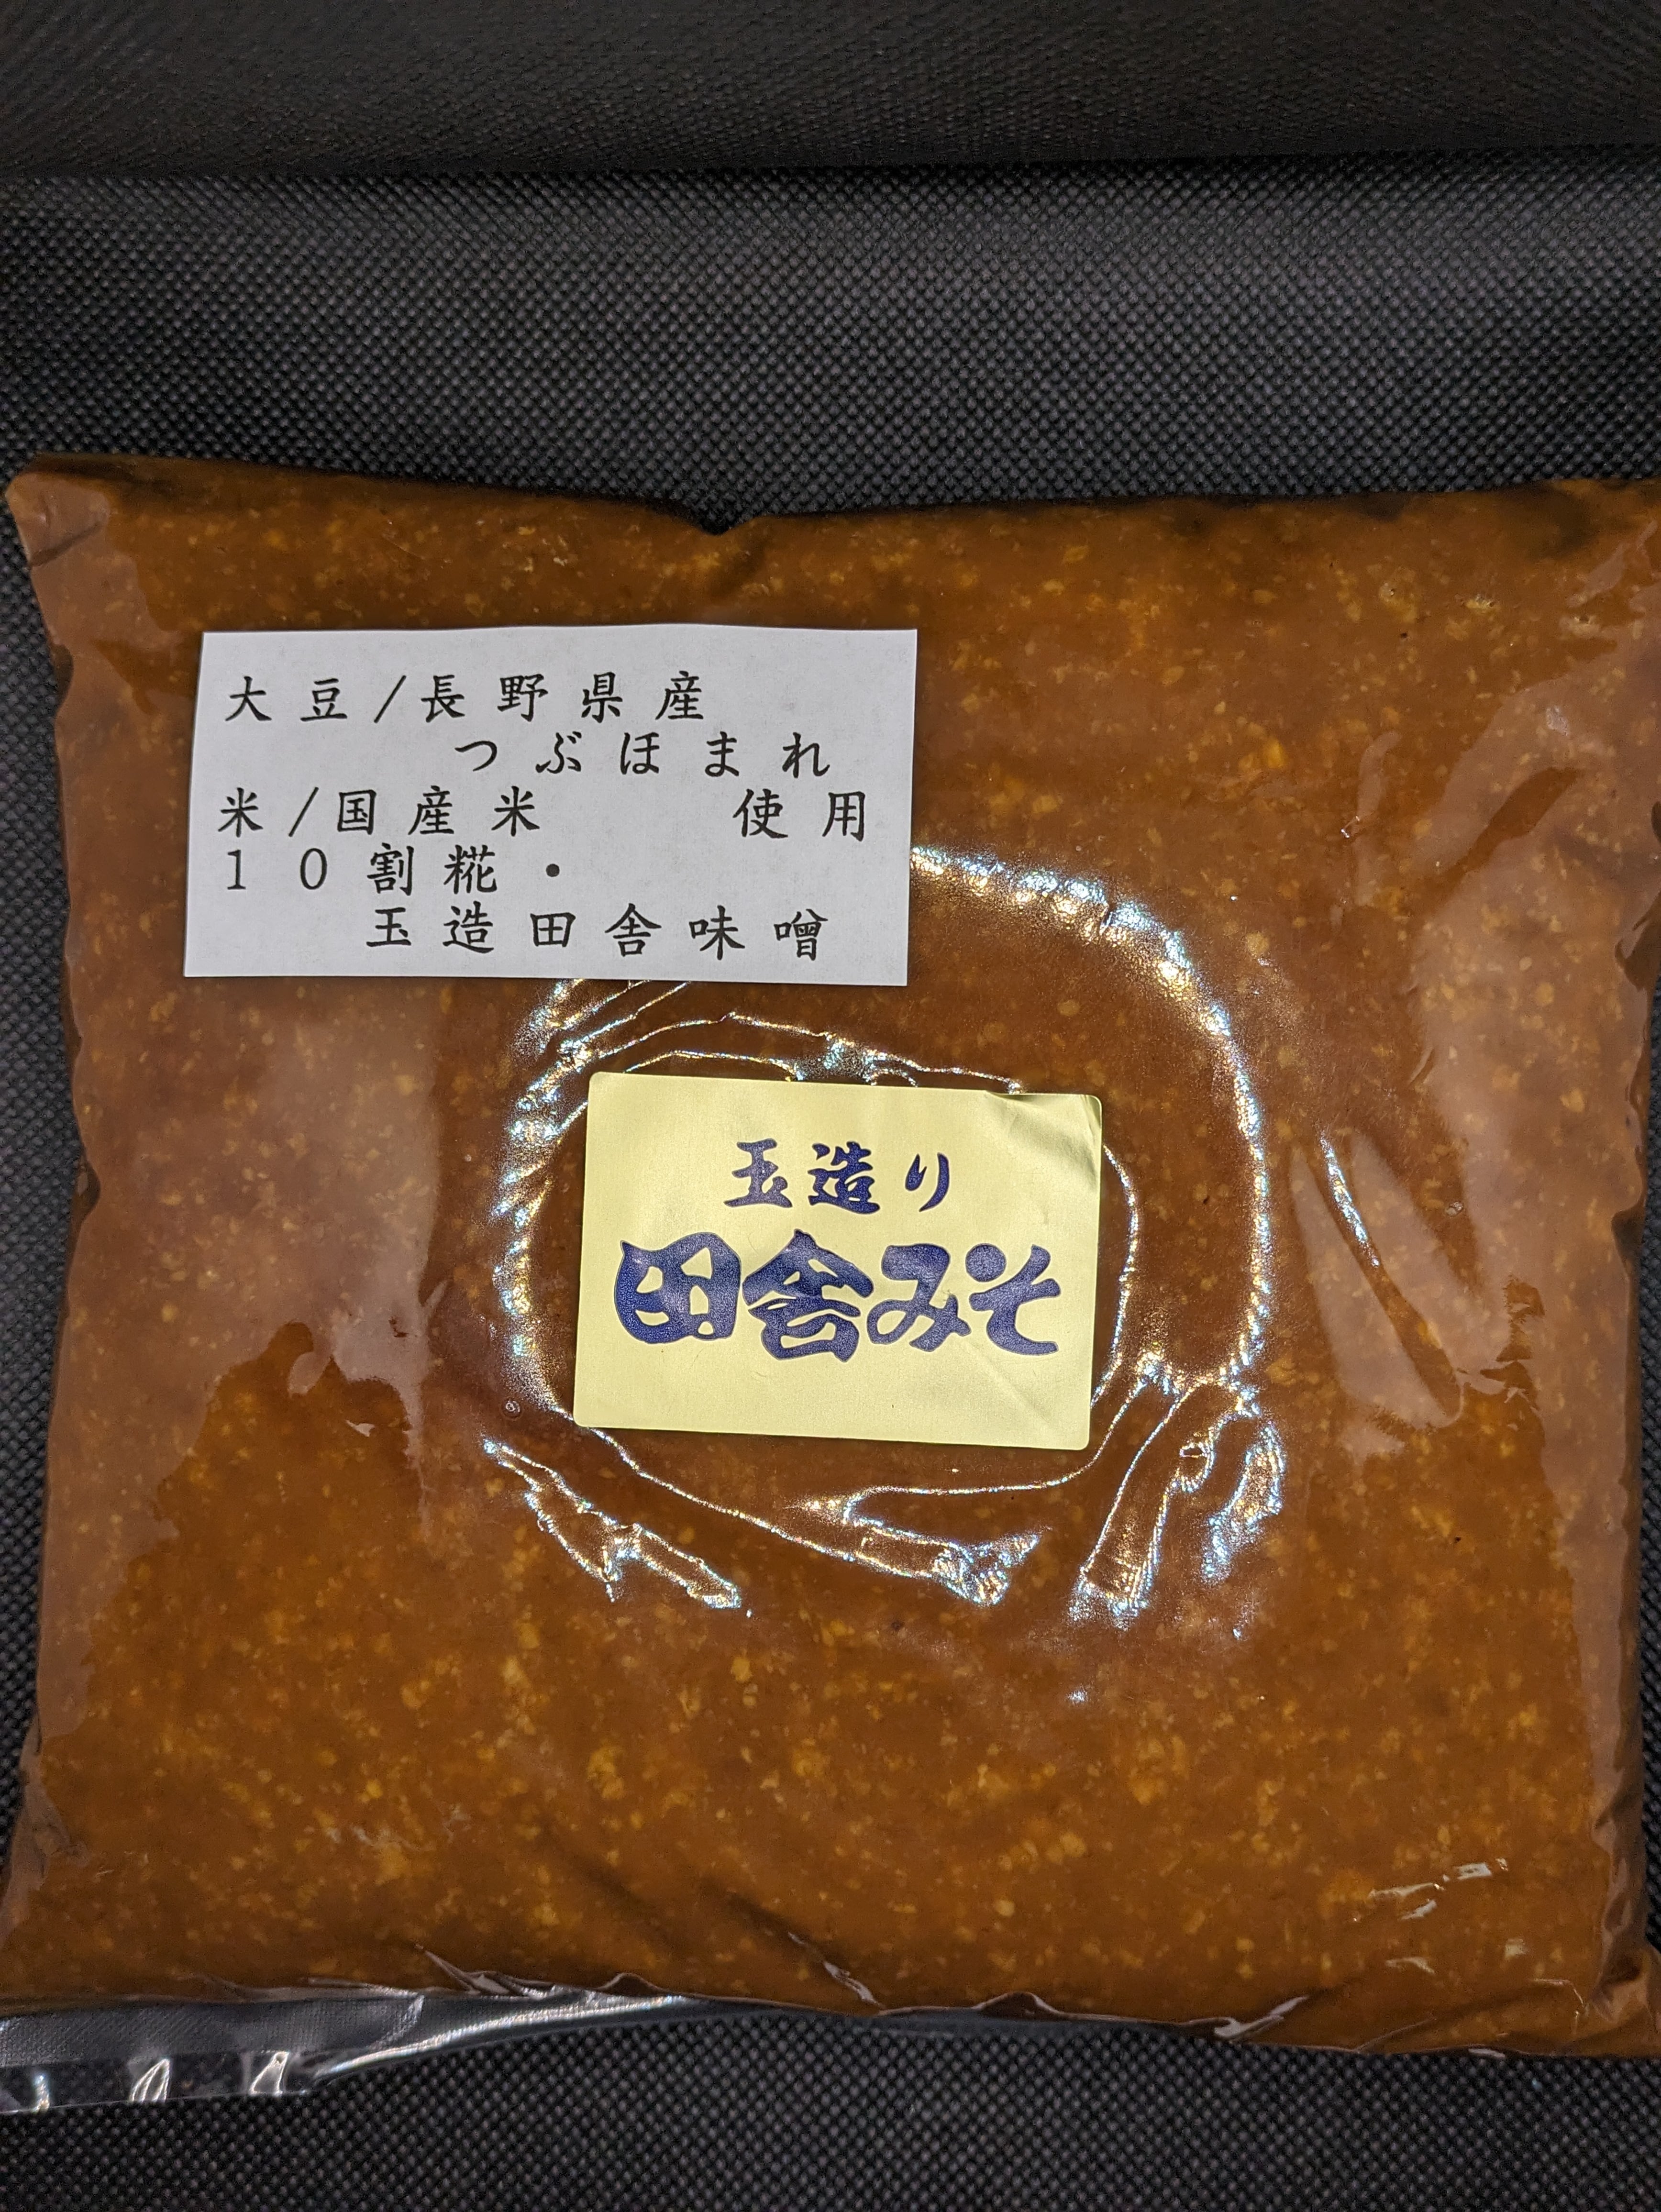 大豆/長野県産
つぶほまれ
米/国産米　使用
10割糀・
玉造田舎味噌
玉造り
田舎みそ